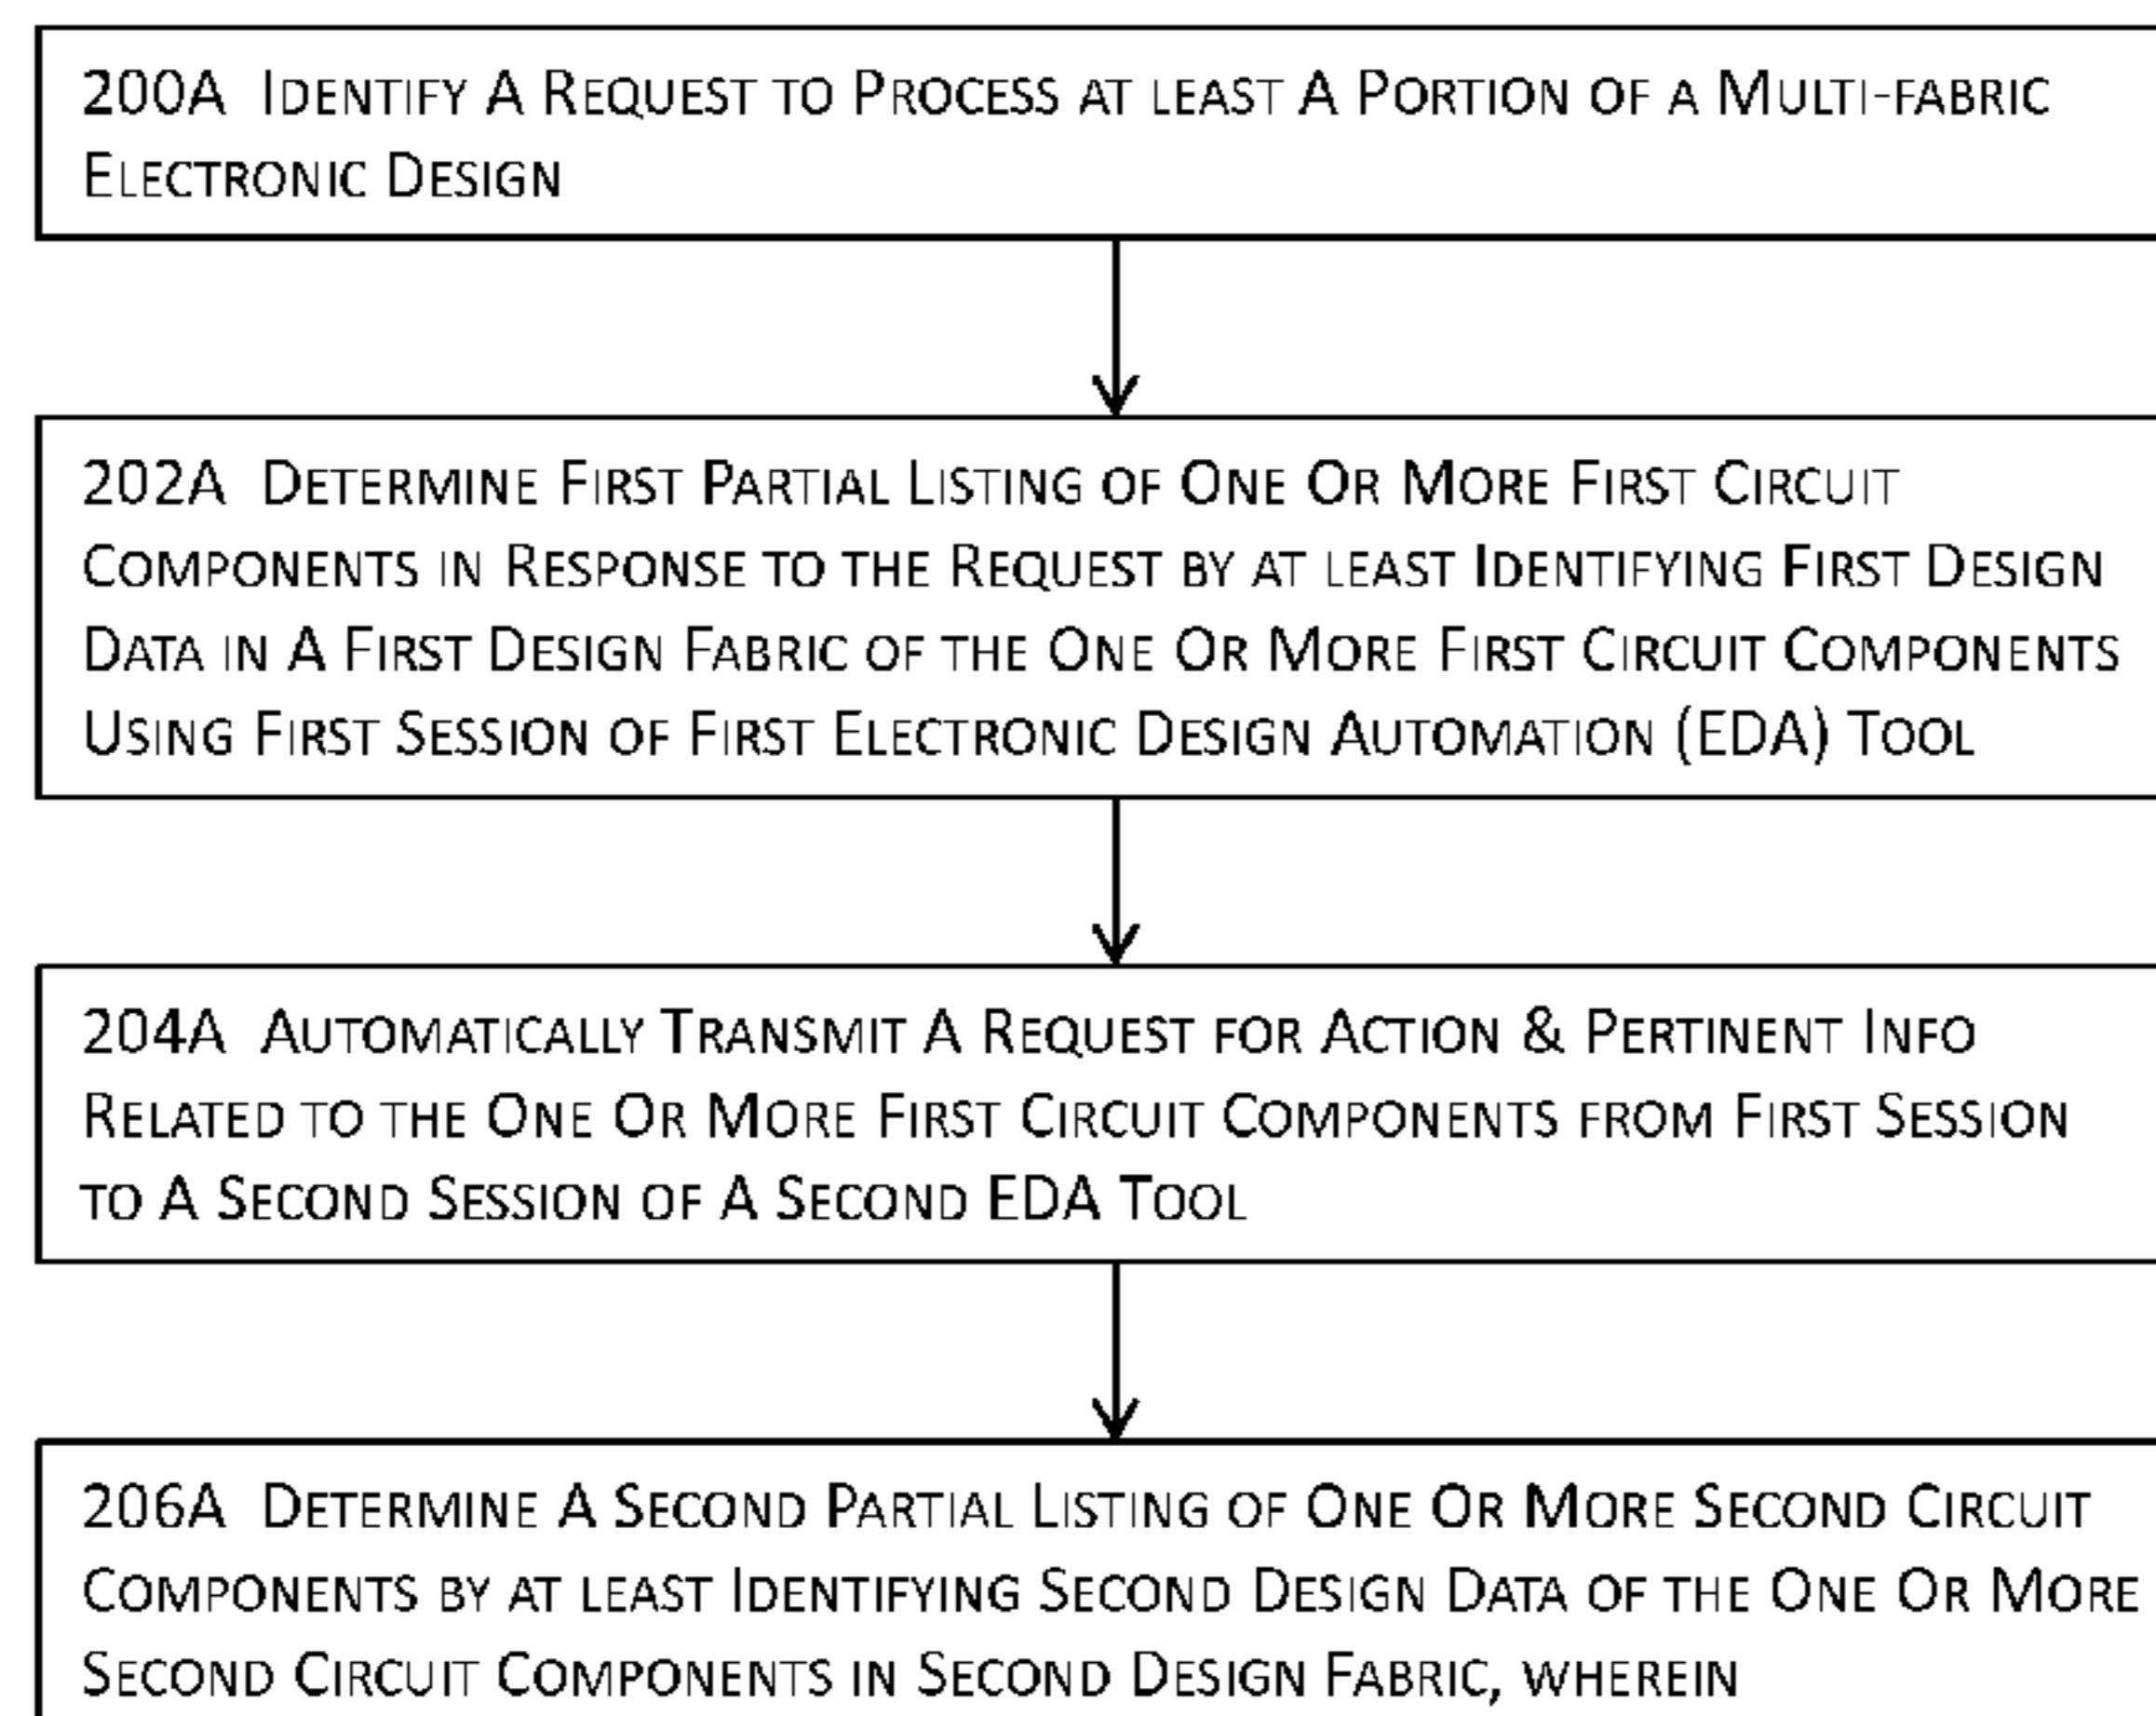 200A Identify A Request to Process at least A Portion of a Multi-fabric
Electronic Design
202A Determine First Partial Listing of One Or More First Circuit
Components in Response to the Request by at least Identifying First Design
Data in A First Design Fabric of the One Or More First Circuit Components
Using First Session of First Electronic Design Automation (EDA) Tool
204A Automatically Transmit A Request for Action & Pertinent Info
Related to the One Or More First Circuit Components from First Session
to A Second Session of A Second EDA Tool
206A Determine A Second Partial Listing of One Or More Second Circuit
Components by at least Identifying Second Design Data of the One Or More
Second Circuit Components in Second Design Fabric, wherein